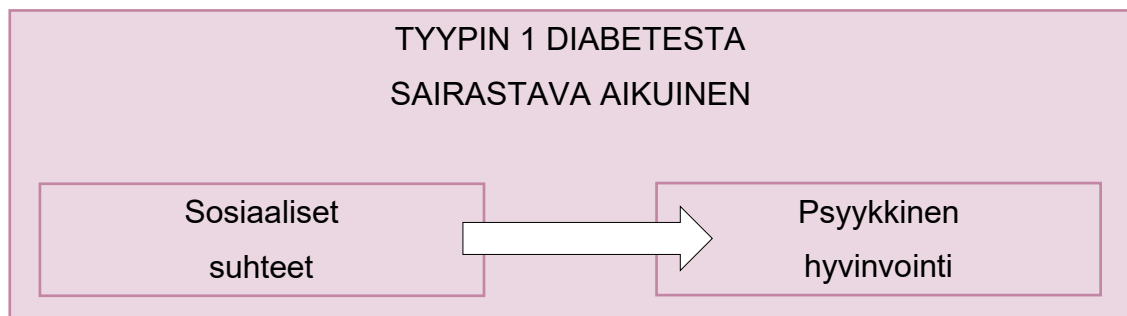 TYYPIN 1 DIABETESTA
SAIRASTAVA AIKUINEN
Sosiaaliset
suhteet
Psyykkinen
hyvinvointi